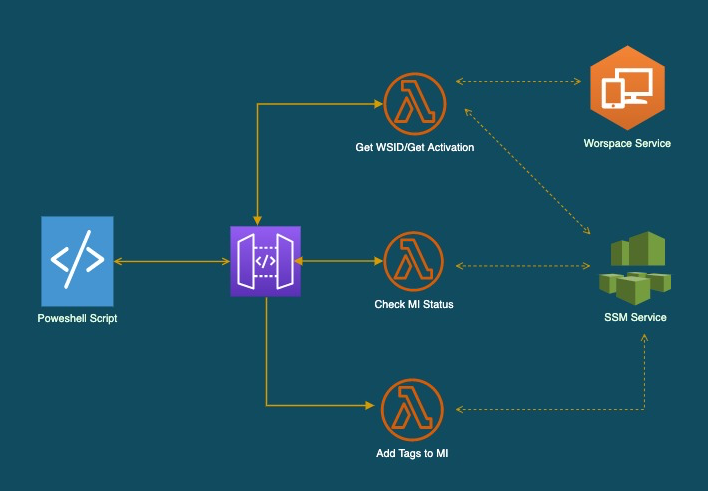 Get WSID/Get Activation
Worspace Service
Poweshell Script
Check MI Status
SSM Service
Add Tags to MI